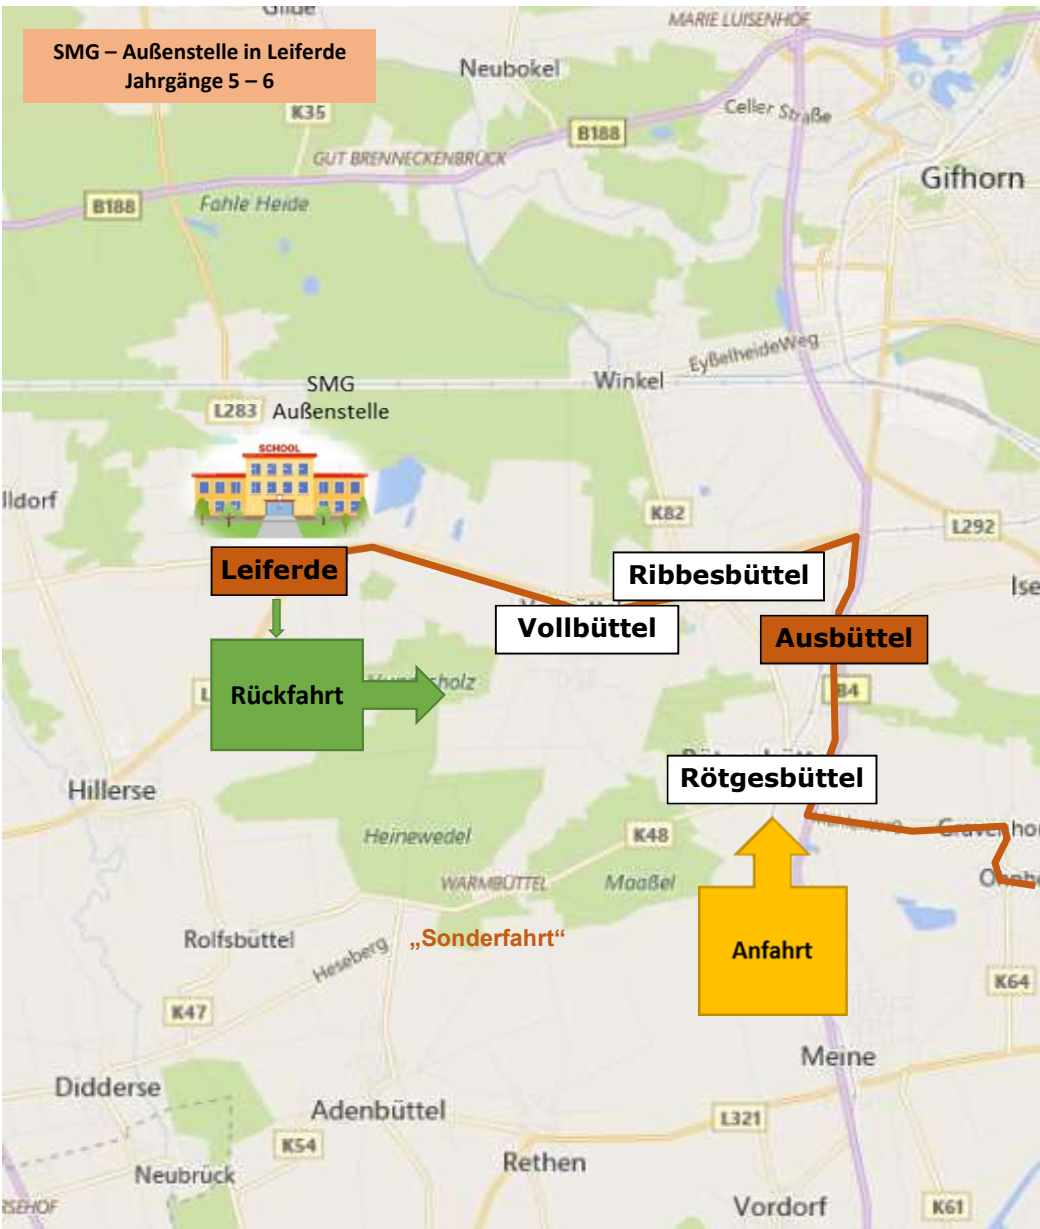 Gilde
MARIE LUISENHOF
SMG – Außenstelle in Leiferde
Jahrgänge 5 – 6
Neubokel
K35
Celler Straße
B188
GUT BRENNECKENBRÜCK
Gifhorn
B188
Fahle Heide
EyßelheideWeg
Winkel
SMG
Außenstelle
L283
SCHOOL
lldorf
K82
L292
Leiferde
Ribbesbüttel
Ise
Vollbüttel
Ausbüttel
Rückfahrt
B4
Rötgesbüttel
Hillerse
Heinewedel
K48
WARMBÜTTEL
Maaßel
Rolfsbüttel
„Sonderfahrt“
Heseberg
Anfahrt
K64
K47
Meine
Didderse
Adenbüttel
L321
K54
Rethen
Neubrück
RSEHOF
Vordorf
K61